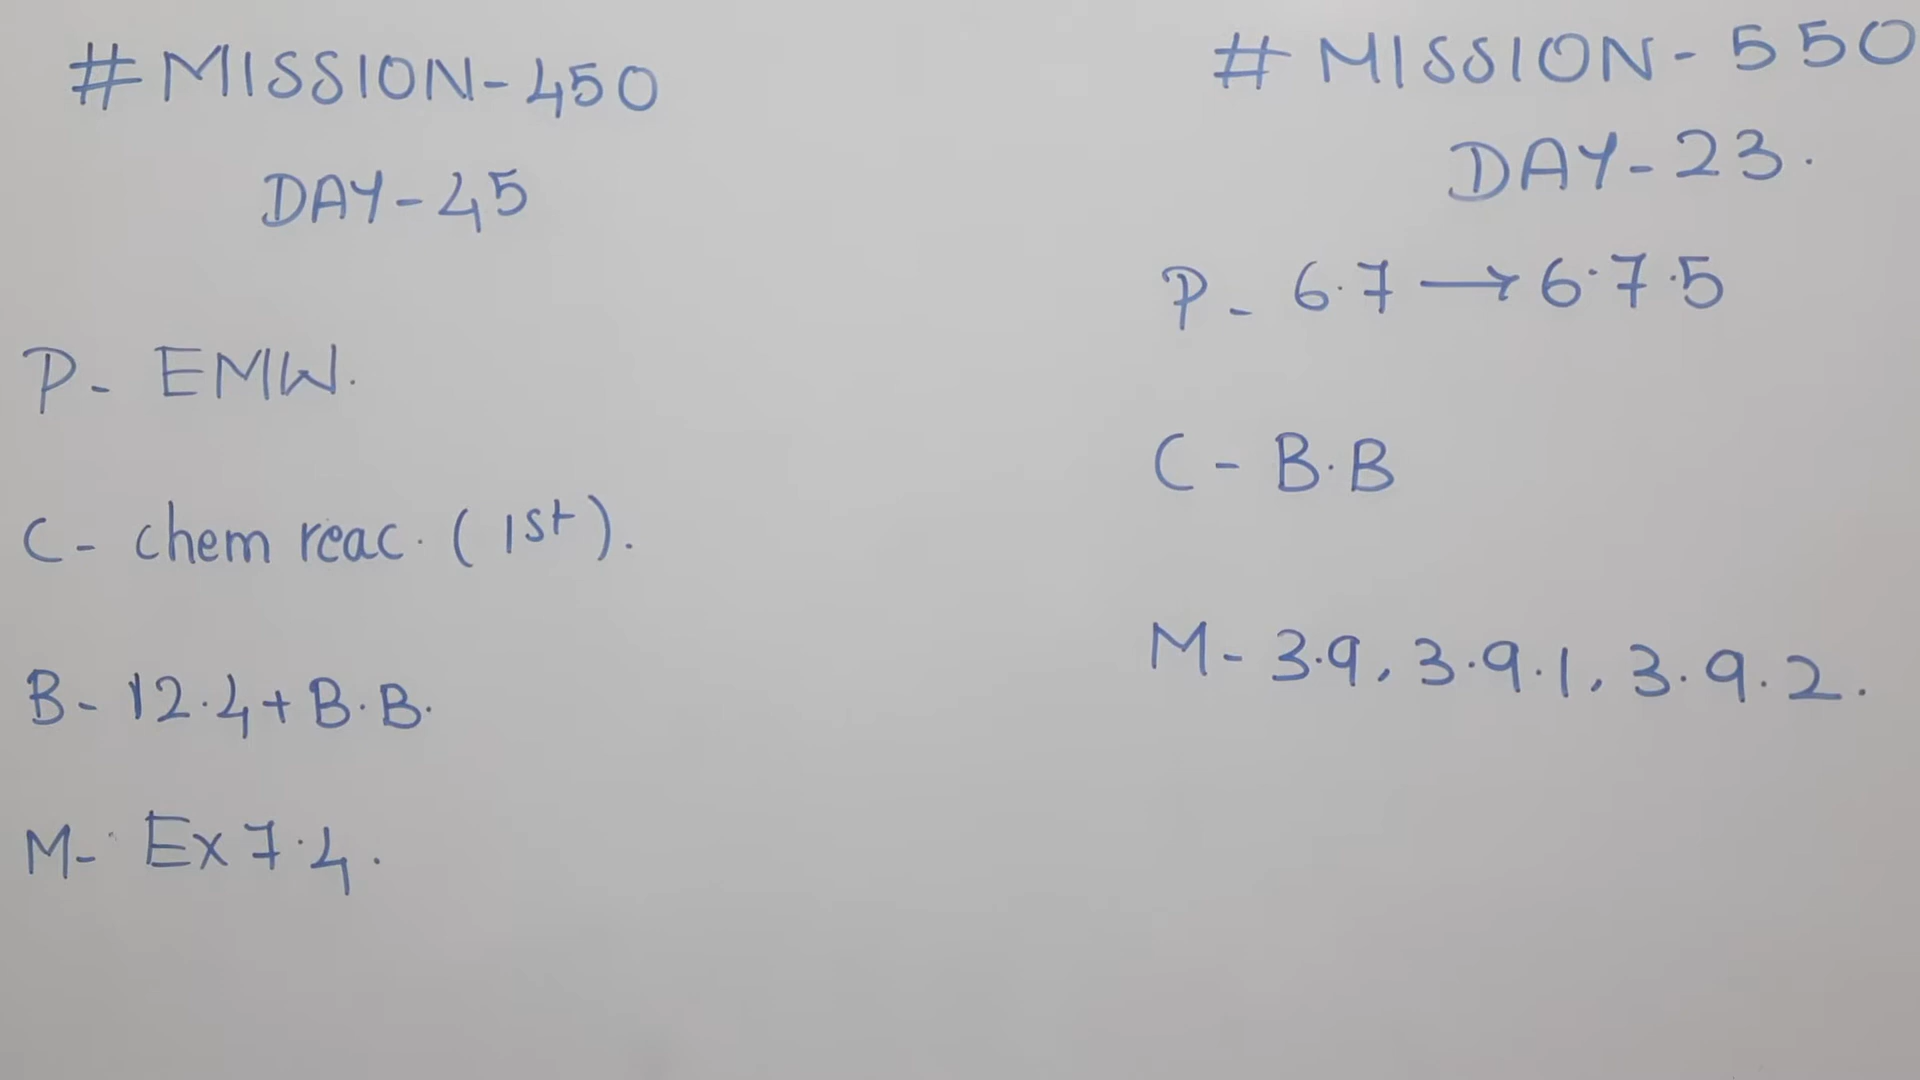 #MISSION-450
DAY-45
P- EMW.
C- chem reac. (1st).
B- 12.4+B.B.
M- Ex 7.4.
# MISSION-550
DAY-23.
P- 6.7→6.7.5
C- B.B
M- 3.9, 3.9.1, 3.9.2.